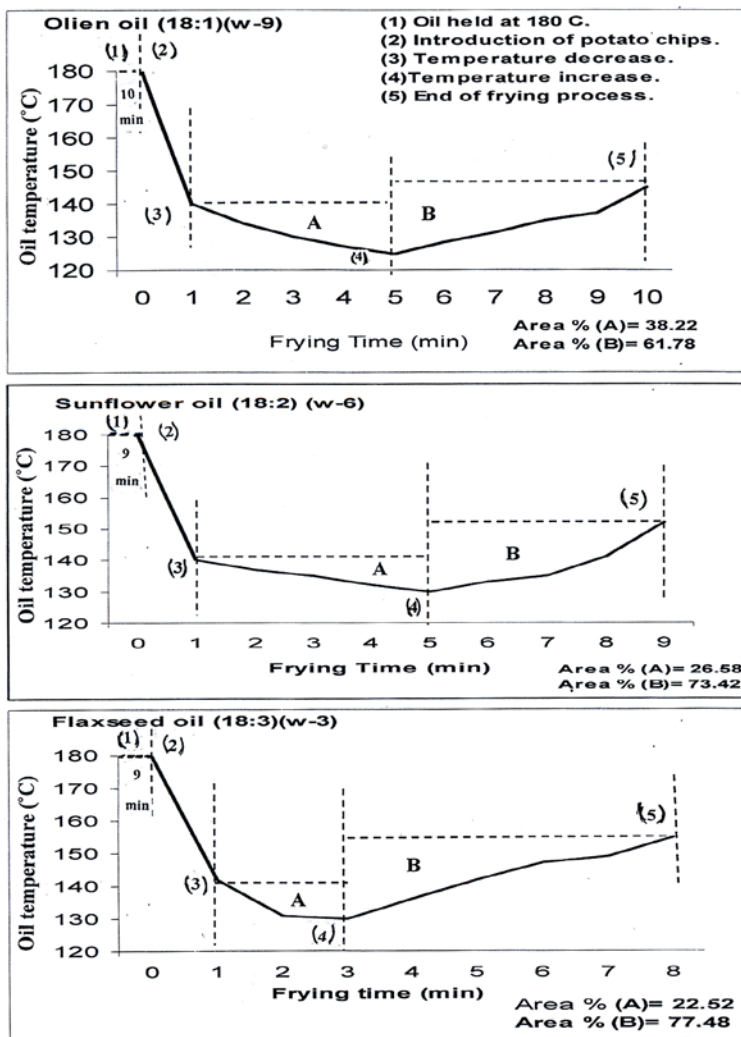 Olien oil (18:1)(w-9)
(1) Oil held at 180 C.
(2) Introduction of potato chips.
(3) Temperature decrease.
(4)Temperature increase.
(5) End of frying process.
(1) (2)
180
170
160
150
140
130
120
10
min
Oil temperature (°C)
(3)
A
(4)
B
(5)
0 1 2 3 4 5 6 7 8 9 10
Frying Time (min)
Area % (A)= 38.22
Area % (B)= 61.78
Sunflower oil (18:2) (w-6)
(1) (2)
180
170
160
150
140
130
120
9
min
Oil temperature (°C)
(3)
A
(4)
B
(5)
0 1 2 3 4 5 6 7 8 9
Frying Time (min)
Area % (A)= 26.58
Area % (B)= 73.42
Flaxseed oil (18:3)(w-3)
(1) (2)
180
170
160
150
140
130
120
9
min
Oil temperature (°C)
(3)
A
(4)
B
(5)
0 1 2 3 4 5 6 7 8
Frying time (min)
Area % (A)= 22.52
Area % (B)= 77.48